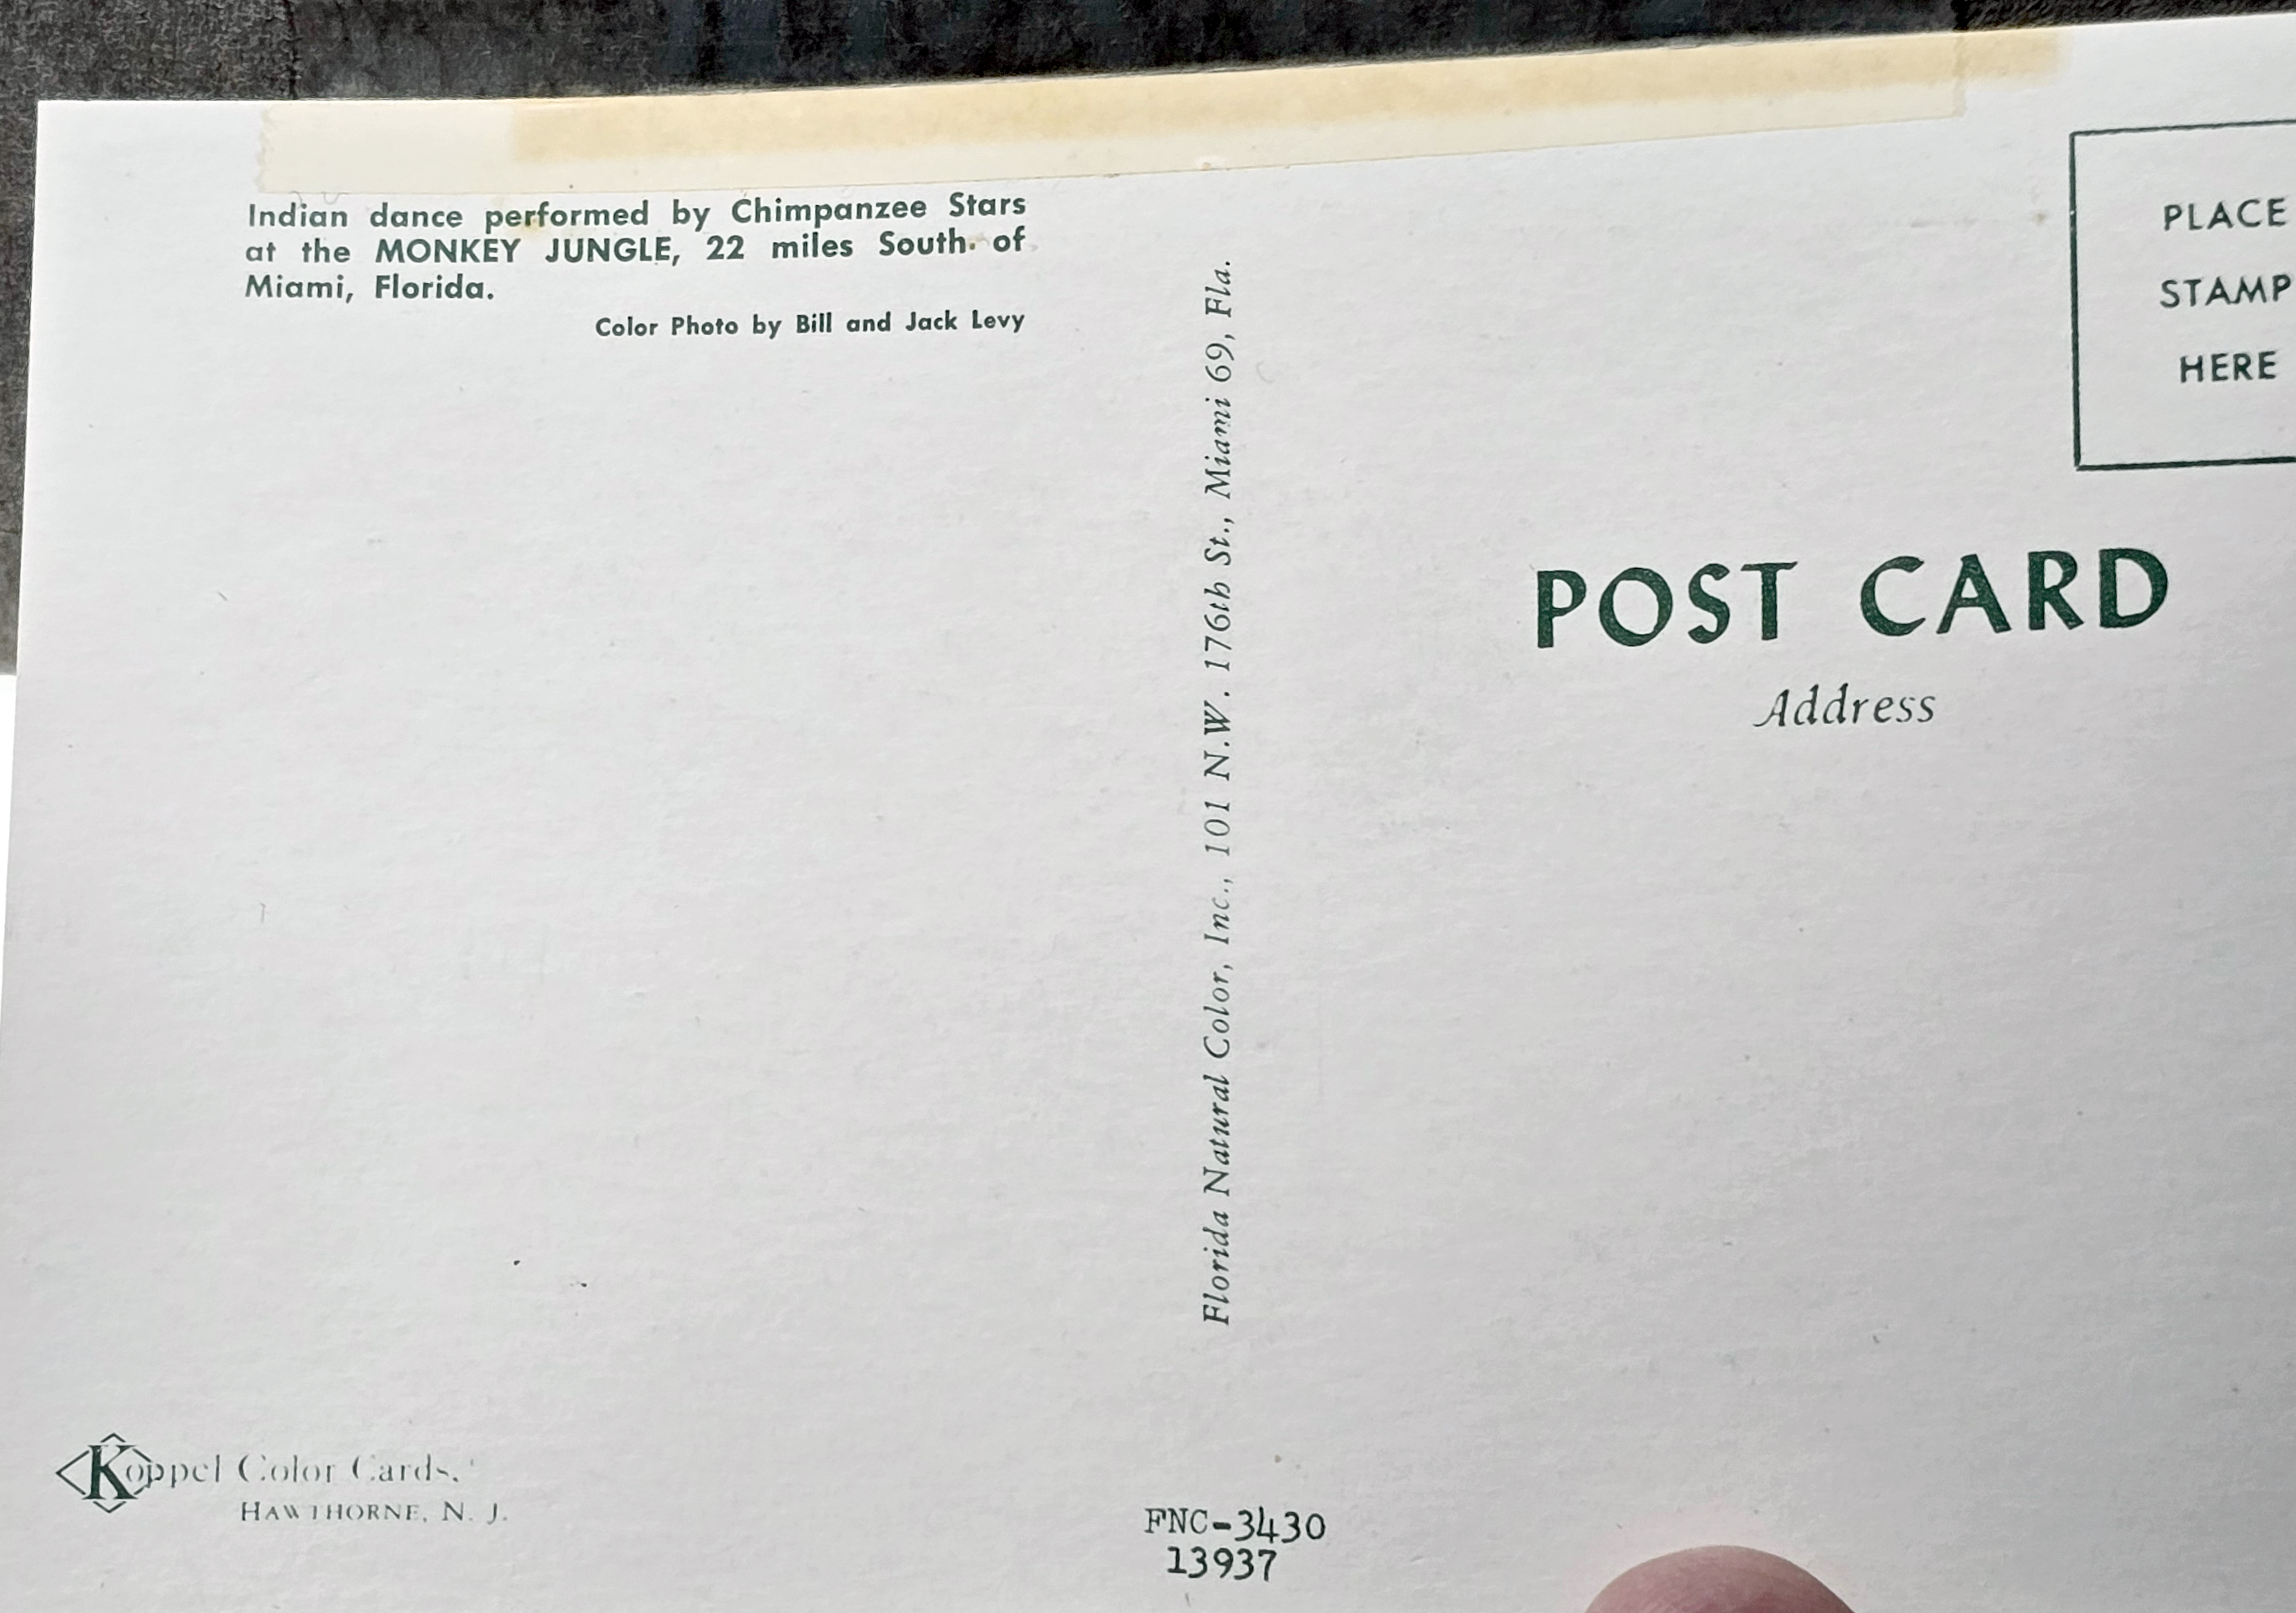 Indian dance performed by Chimpanzee Stars
at the MONKEY JUNGLE, 22 miles South of
Miami, Florida.
Color Photo by Bill and Jack Levy
Florida Natural Color, Inc., 101 N.W. 176th St., Miami 69, Fla.
PLACE
STAMP
HERE
POST CARD
Address
Koppel Color Cards,
HAWTHORNE, N. J.
FNC-3430
13937